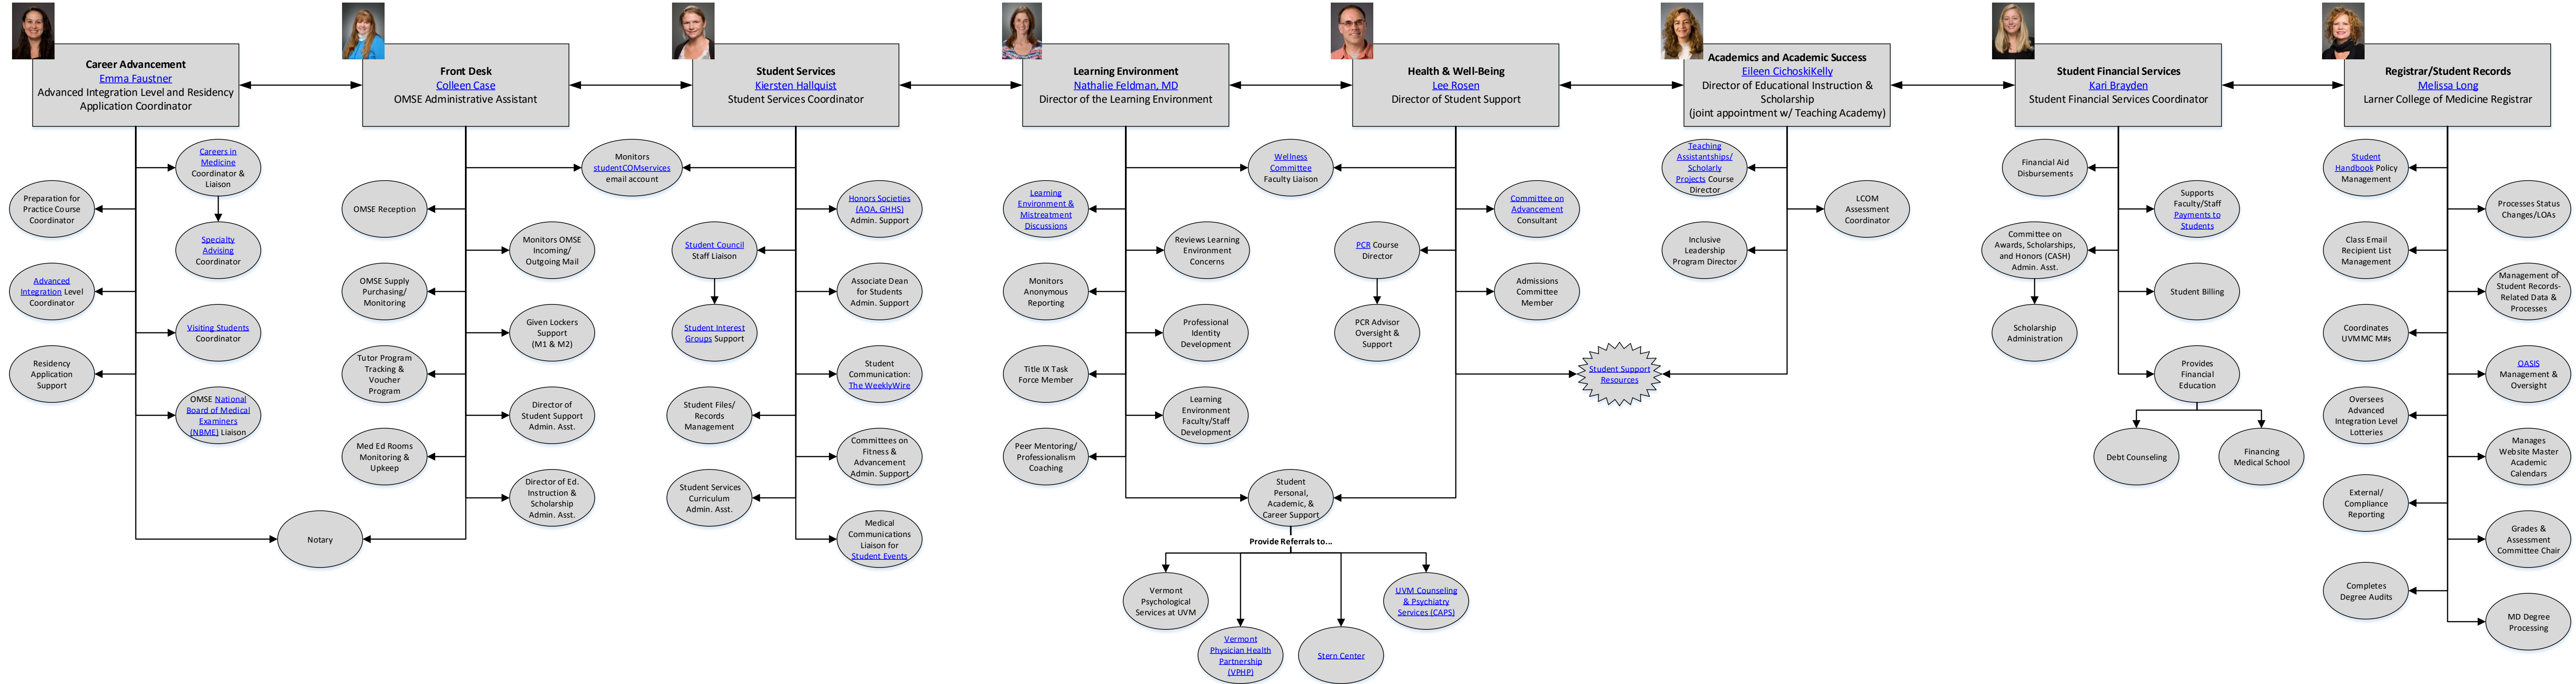 Career Advancement
Emma Faustner
Advanced Integration Level and Residency
Application Coordinator
Front Desk
Colleen Case
OMSE Administrative Assistant
Student Services
Kiersten Hallquist
Student Services Coordinator
Learning Environment
Nathalie Feldman, MD
Director of the Learning Environment
Health & Well-Being
Lee Rosen
Director of Student Support
Academics and Academic Success
Eileen CichoskiKelly
Director of Educational Instruction &
Scholarship
(joint appointment w/ Teaching Academy)
Student Financial Services
Kari Brayden
Student Financial Services Coordinator
Registrar/Student Records
Melissa Long
Larner College of Medicine Registrar
Careers in
Medicine
Coordinator &
Liaison
Preparation for
Practice Course
Coordinator
Specialty
Advising
Coordinator
Advanced
Integration Level
Coordinator
Visiting Students
Coordinator
Residency
Application
Support
OMSE National
Board of Medical
Examiners
(NBME) Liaison
Notary
Monitors
studentCOMservices
email account
OMSE Reception
Monitors OMSE
Incoming/
Outgoing Mail
OMSE Supply
Purchasing/
Monitoring
Given Lockers
Support
(M1 & M2)
Tutor Program
Tracking &
Voucher
Program
Director of
Student Support
Admin. Asst.
Med Ed Rooms
Monitoring &
Upkeep
Director of Ed.
Instruction &
Scholarship
Admin. Asst.
Honors Societies
(AOA, GHHS)
Admin. Support
Student Council
Staff Liaison
Associate Dean
for Students
Admin. Support
Student Interest
Groups Support
Student
Communication:
The WeeklyWire
Student Files/
Records
Management
Committees on
Fitness &
Advancement
Admin. Support
Student Services
Curriculum
Admin. Asst.
Medical
Communications
Liaison for
Student Events
Wellness
Committee
Faculty Liaison
Learning
Environment &
Mistreatment
Discussions
Reviews Learning
Environment
Concerns
Monitors
Anonymous
Reporting
Professional
Identity
Development
Title IX Task
Force Member
Learning
Environment
Faculty/Staff
Development
Peer Mentoring/
Professionalism
Coaching
Student
Personal,
Academic, &
Career Support
Provide Referrals to...
Vermont
Psychological
Services at UVM
Vermont
Physician Health
Partnership
(VPHP)
Stern Center
UVM Counseling
& Psychiatry
Services (CAPS)
Committee on
Advancement
Consultant
PCR Course
Director
Admissions
Committee
Member
PCR Advisor
Oversight &
Support
Student Support
Resources
Teaching
Assistantships/
Scholarly
Projects Course
Director
LCOM
Assessment
Coordinator
Inclusive
Leadership
Program Director
Financial Aid
Disbursements
Supports
Faculty/Staff
Payments to
Students
Committee on
Awards, Scholarships,
and Honors (CASH)
Admin. Asst.
Student Billing
Scholarship
Administration
Provides
Financial
Education
Debt Counseling
Financing
Medical School
Student
Handbook Policy
Management
Processes Status
Changes/LOAs
Class Email
Recipient List
Management
Management of
Student Records-
Related Data &
Processes
Coordinates
UVMMC M#s
OASIS
Management &
Oversight
Oversees
Advanced
Integration Level
Lotteries
Manages
Website Master
Academic
Calendars
External/
Compliance
Reporting
Grades &
Assessment
Committee Chair
Completes
Degree Audits
MD Degree
Processing